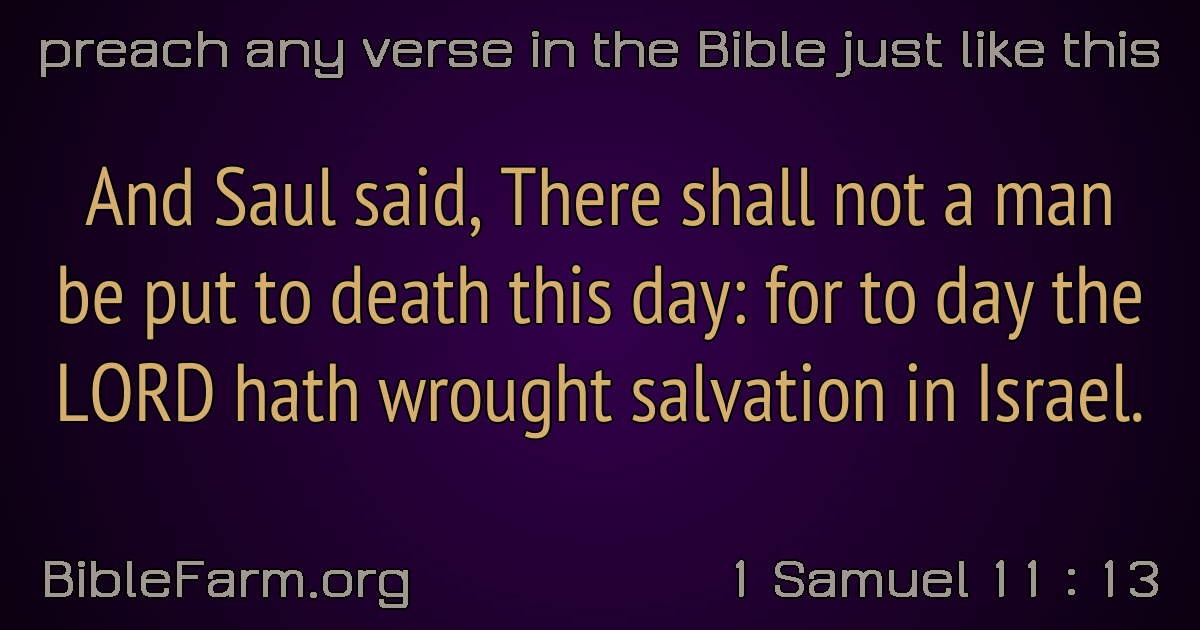 preach any verse in the Bible just like this
And Saul said, There shall not a man
be put to death this day: for to day the
LORD hath wrought salvation in Israel.
BibleFarm.org
1 Samuel 11 : 13